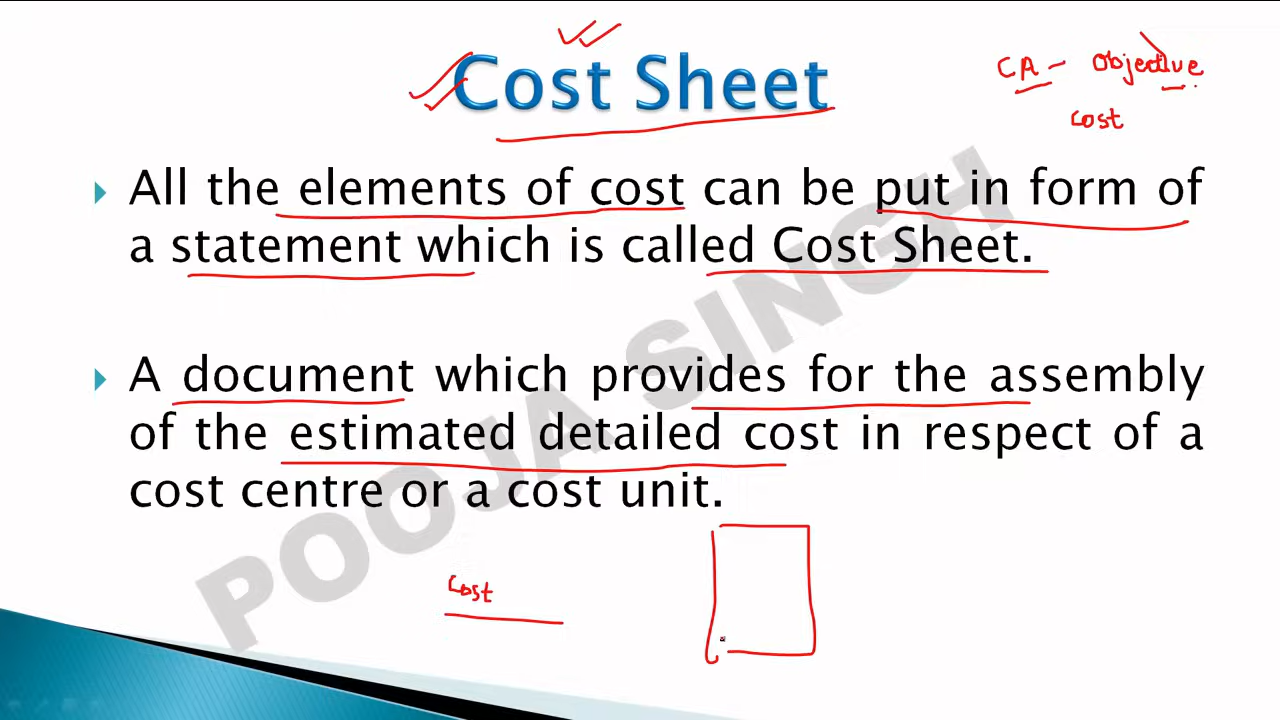 Cost Sheet
CA - Objective
cost
All the elements of cost can be put in form of
a statement which is called Cost Sheet.
A document which provides for the assembly
of the estimated detailed cost in respect of a
cost centre or a cost unit.
POOJA SINGH
Cost